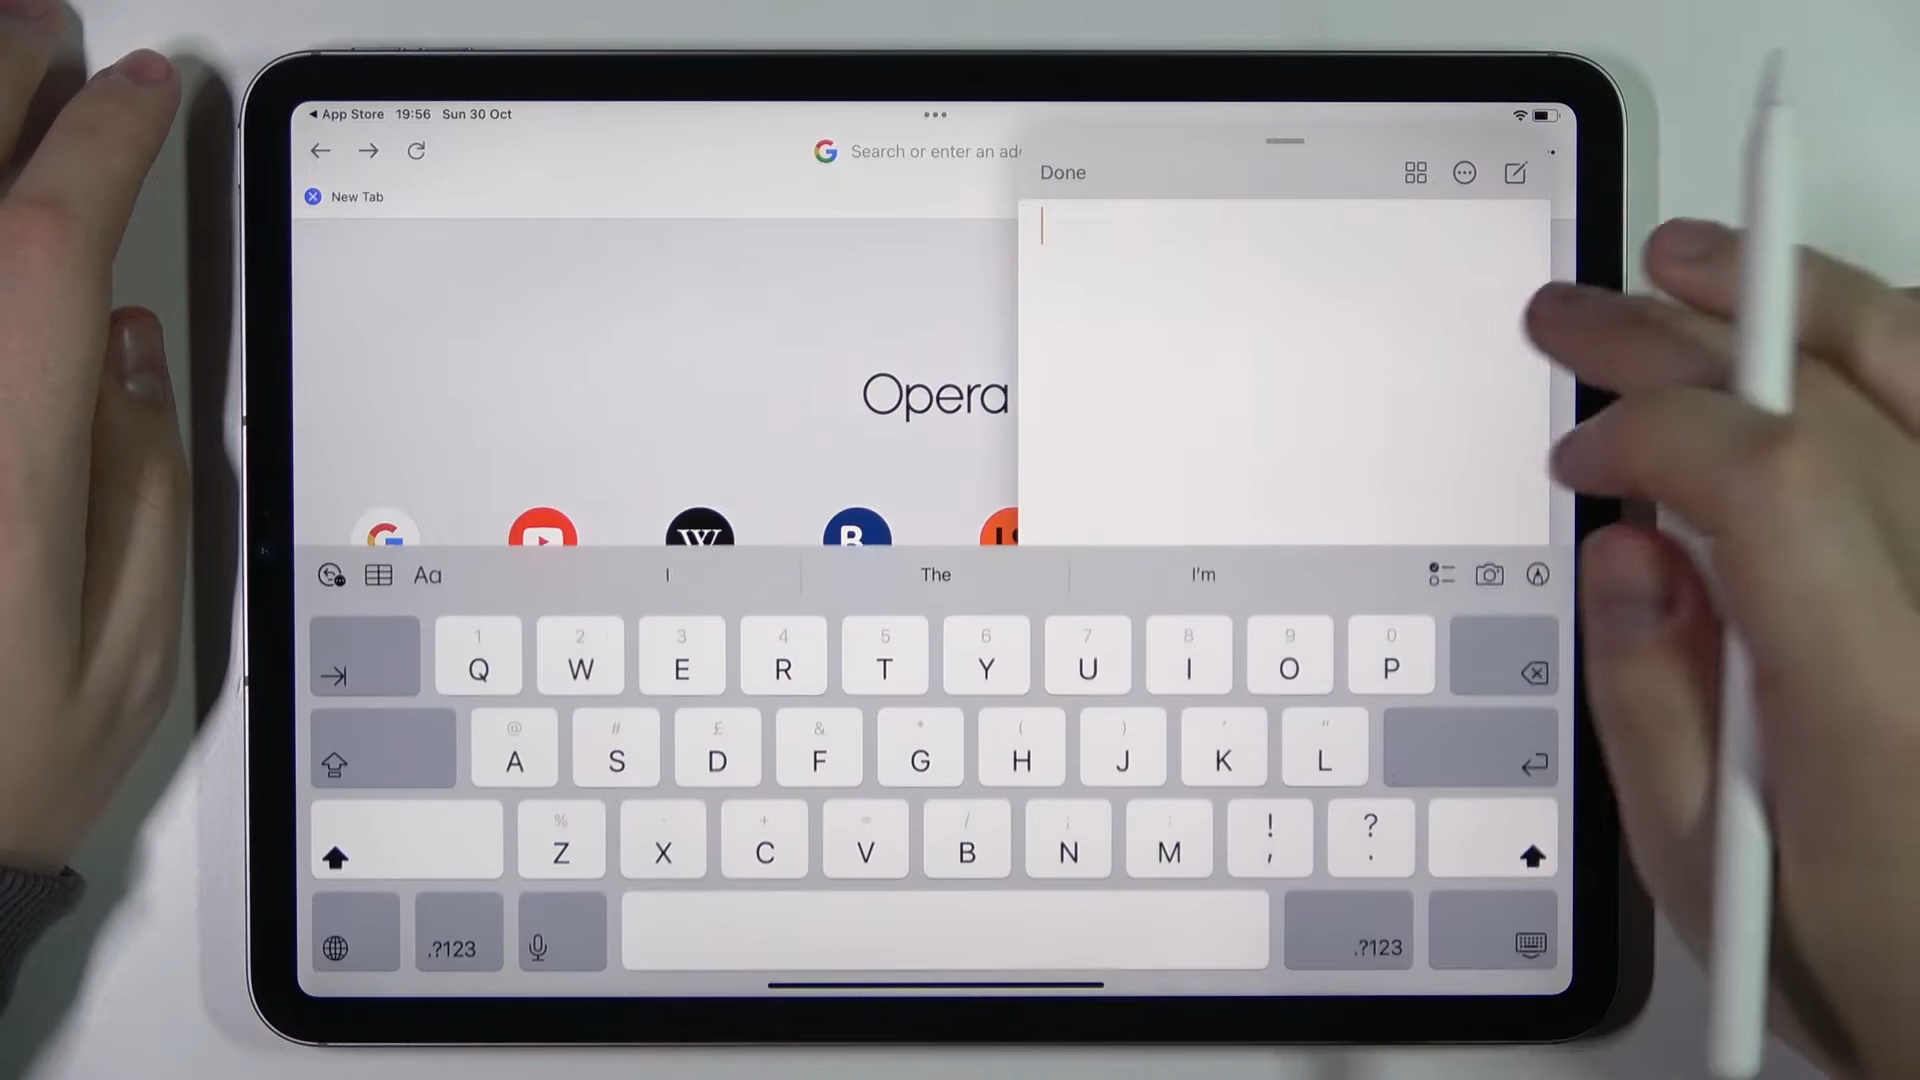 App Store 19:56 Sun 30 Oct
Search or enter an add
Done
New Tab
Opera
W
B
Aa
I
The
I'm
1 2 3 4 5 6 7 8 9 0
Q W E R T Y U I O P
@ # £ & * ( ) ' "
A S D F G H J K L
% - + = / ; : ! ?
Z X C V B N M , .
.?123
.?123